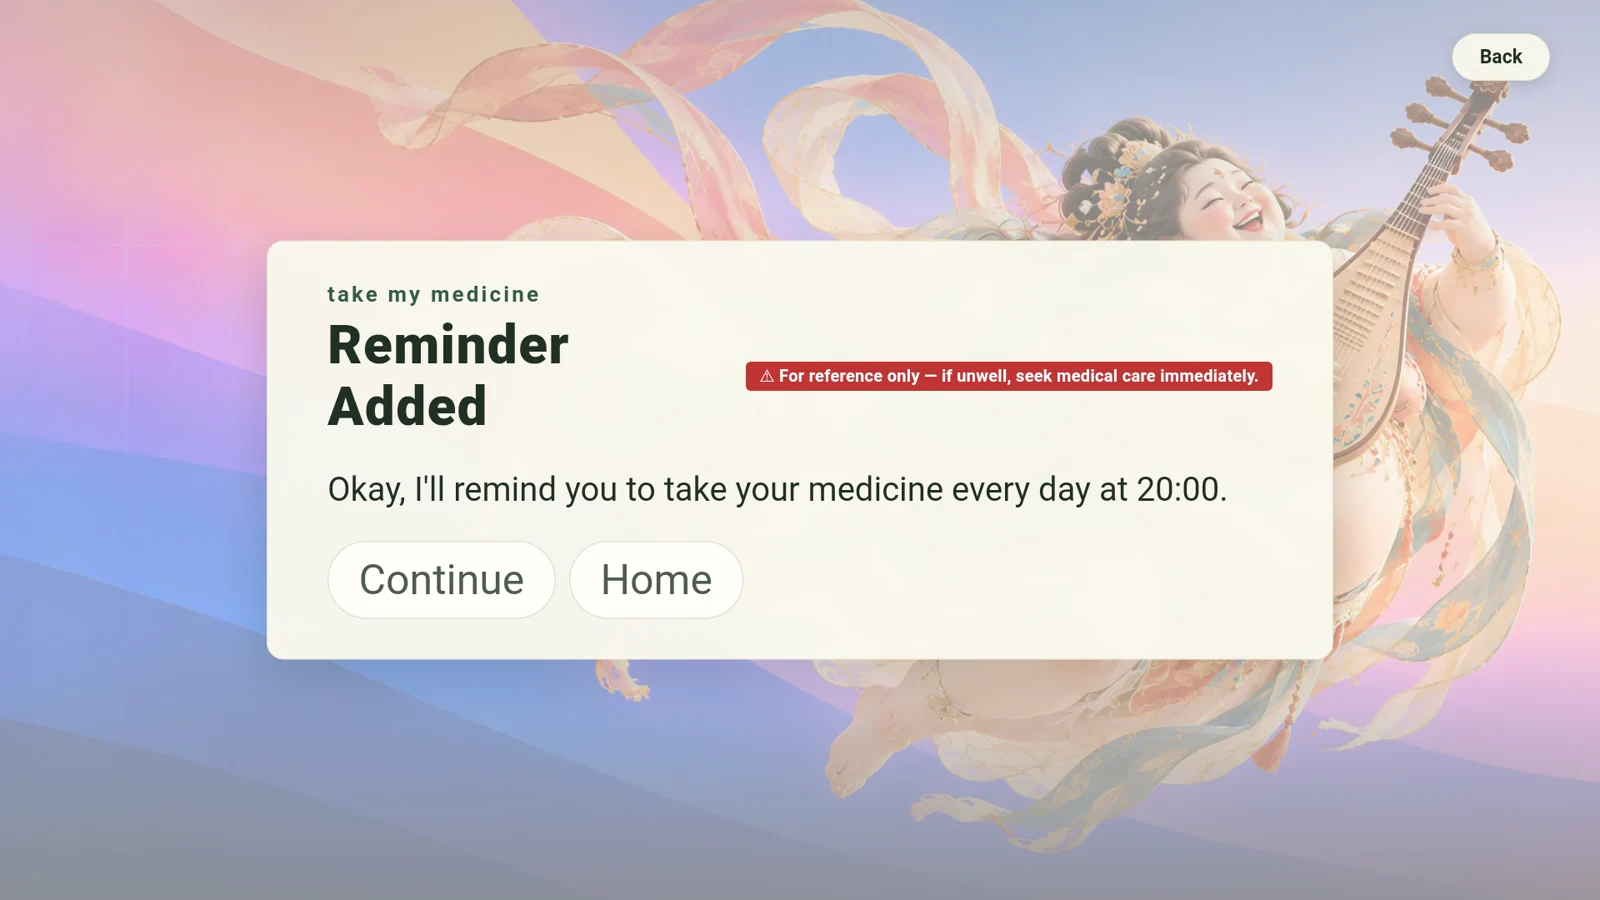 Back
take my medicine
Reminder
Added
⚠ For reference only — if unwell, seek medical care immediately.
Okay, I'll remind you to take your medicine every day at 20:00.
Continue
Home